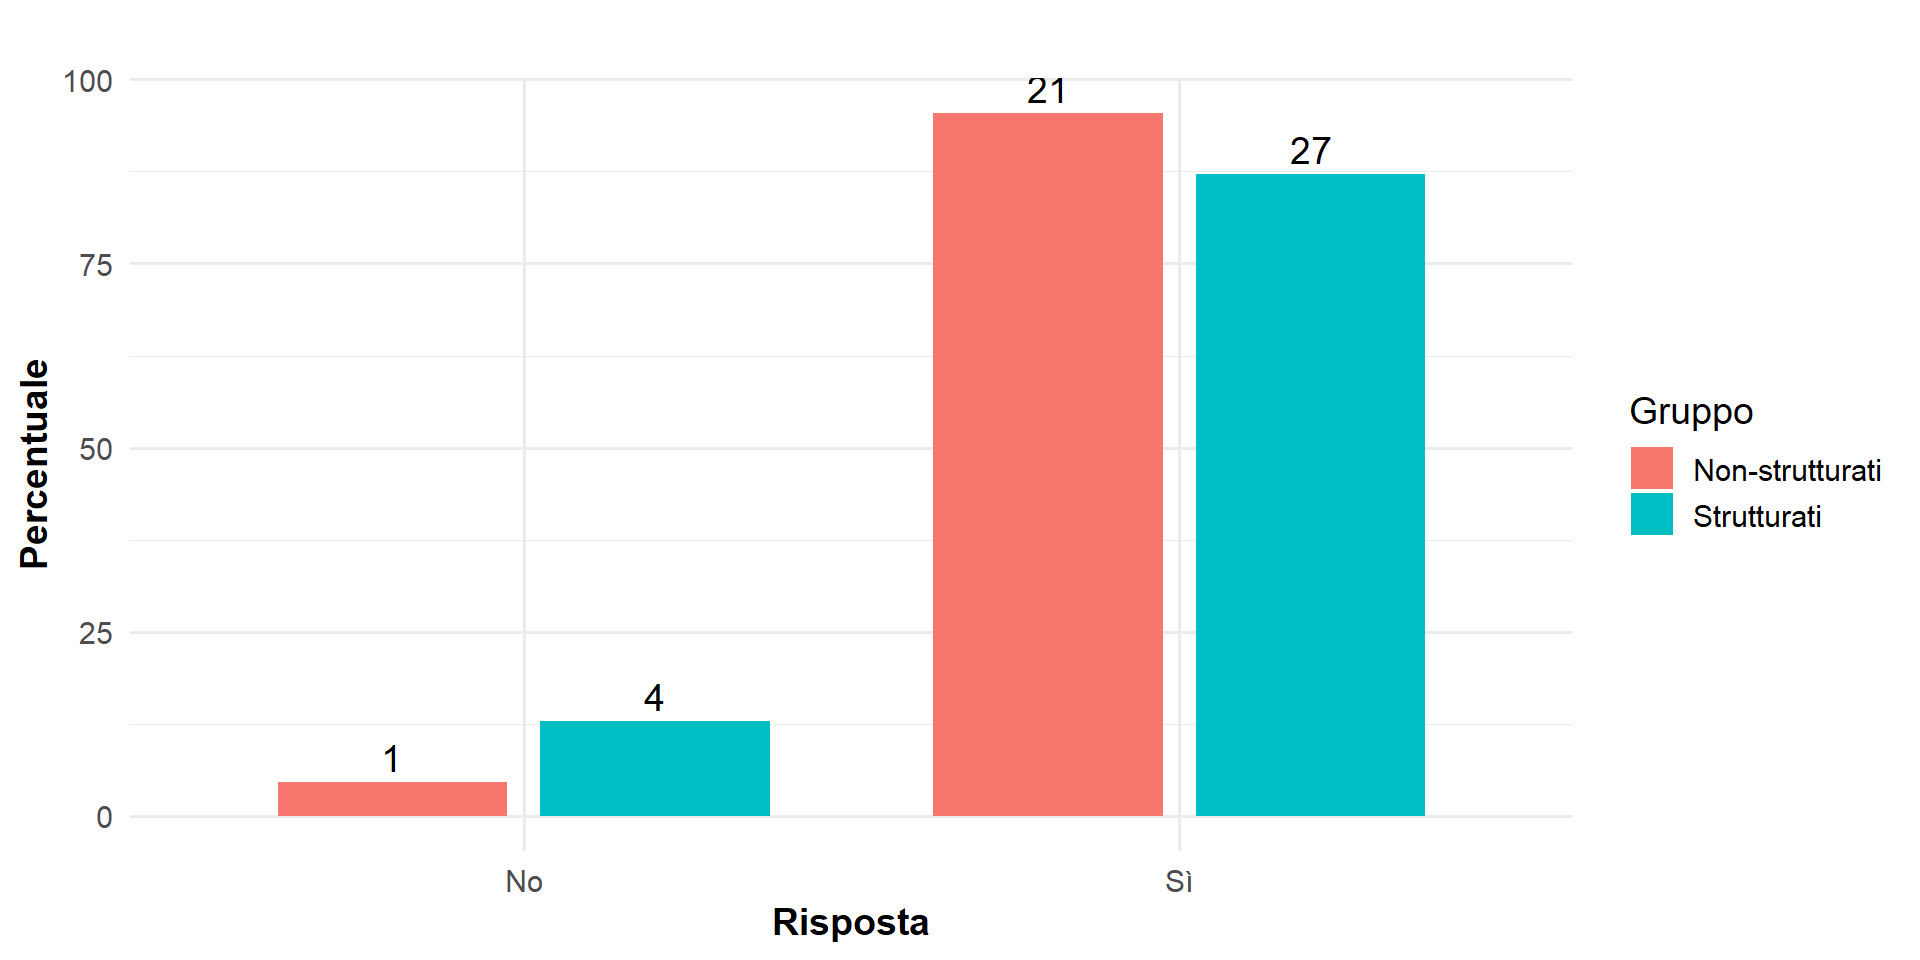 100
75
50
25
0
Percentuale
21
27
4
1
No
Sì
Risposta
Gruppo
Non-strutturati
Strutturati